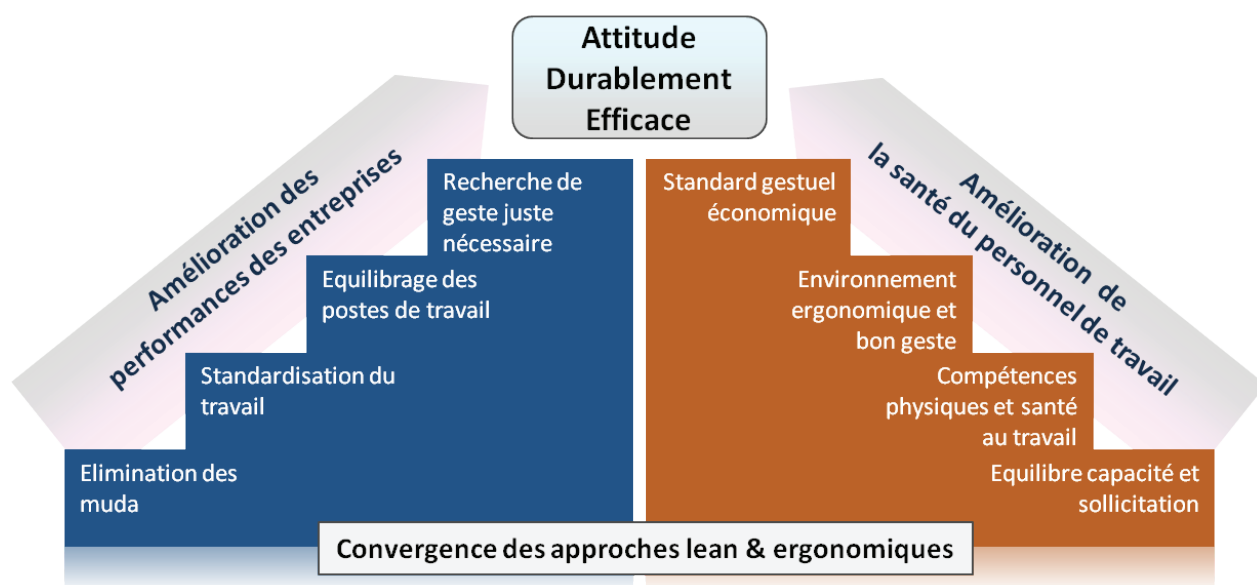 Attitude
Durablement
Efficace
Amélioration des
performances des entreprises
Recherche de
geste juste
nécessaire
Equilibrage des
postes de travail
Standardisation du
travail
Elimination des
muda
Standard gestuel
économique
Environnement
ergonomique et
bon geste
Compétences
physiques et santé
au travail
Equilibre capacité et
sollicitation
Amélioration de
la santé du personnel de travail
Convergence des approches lean & ergonomiques